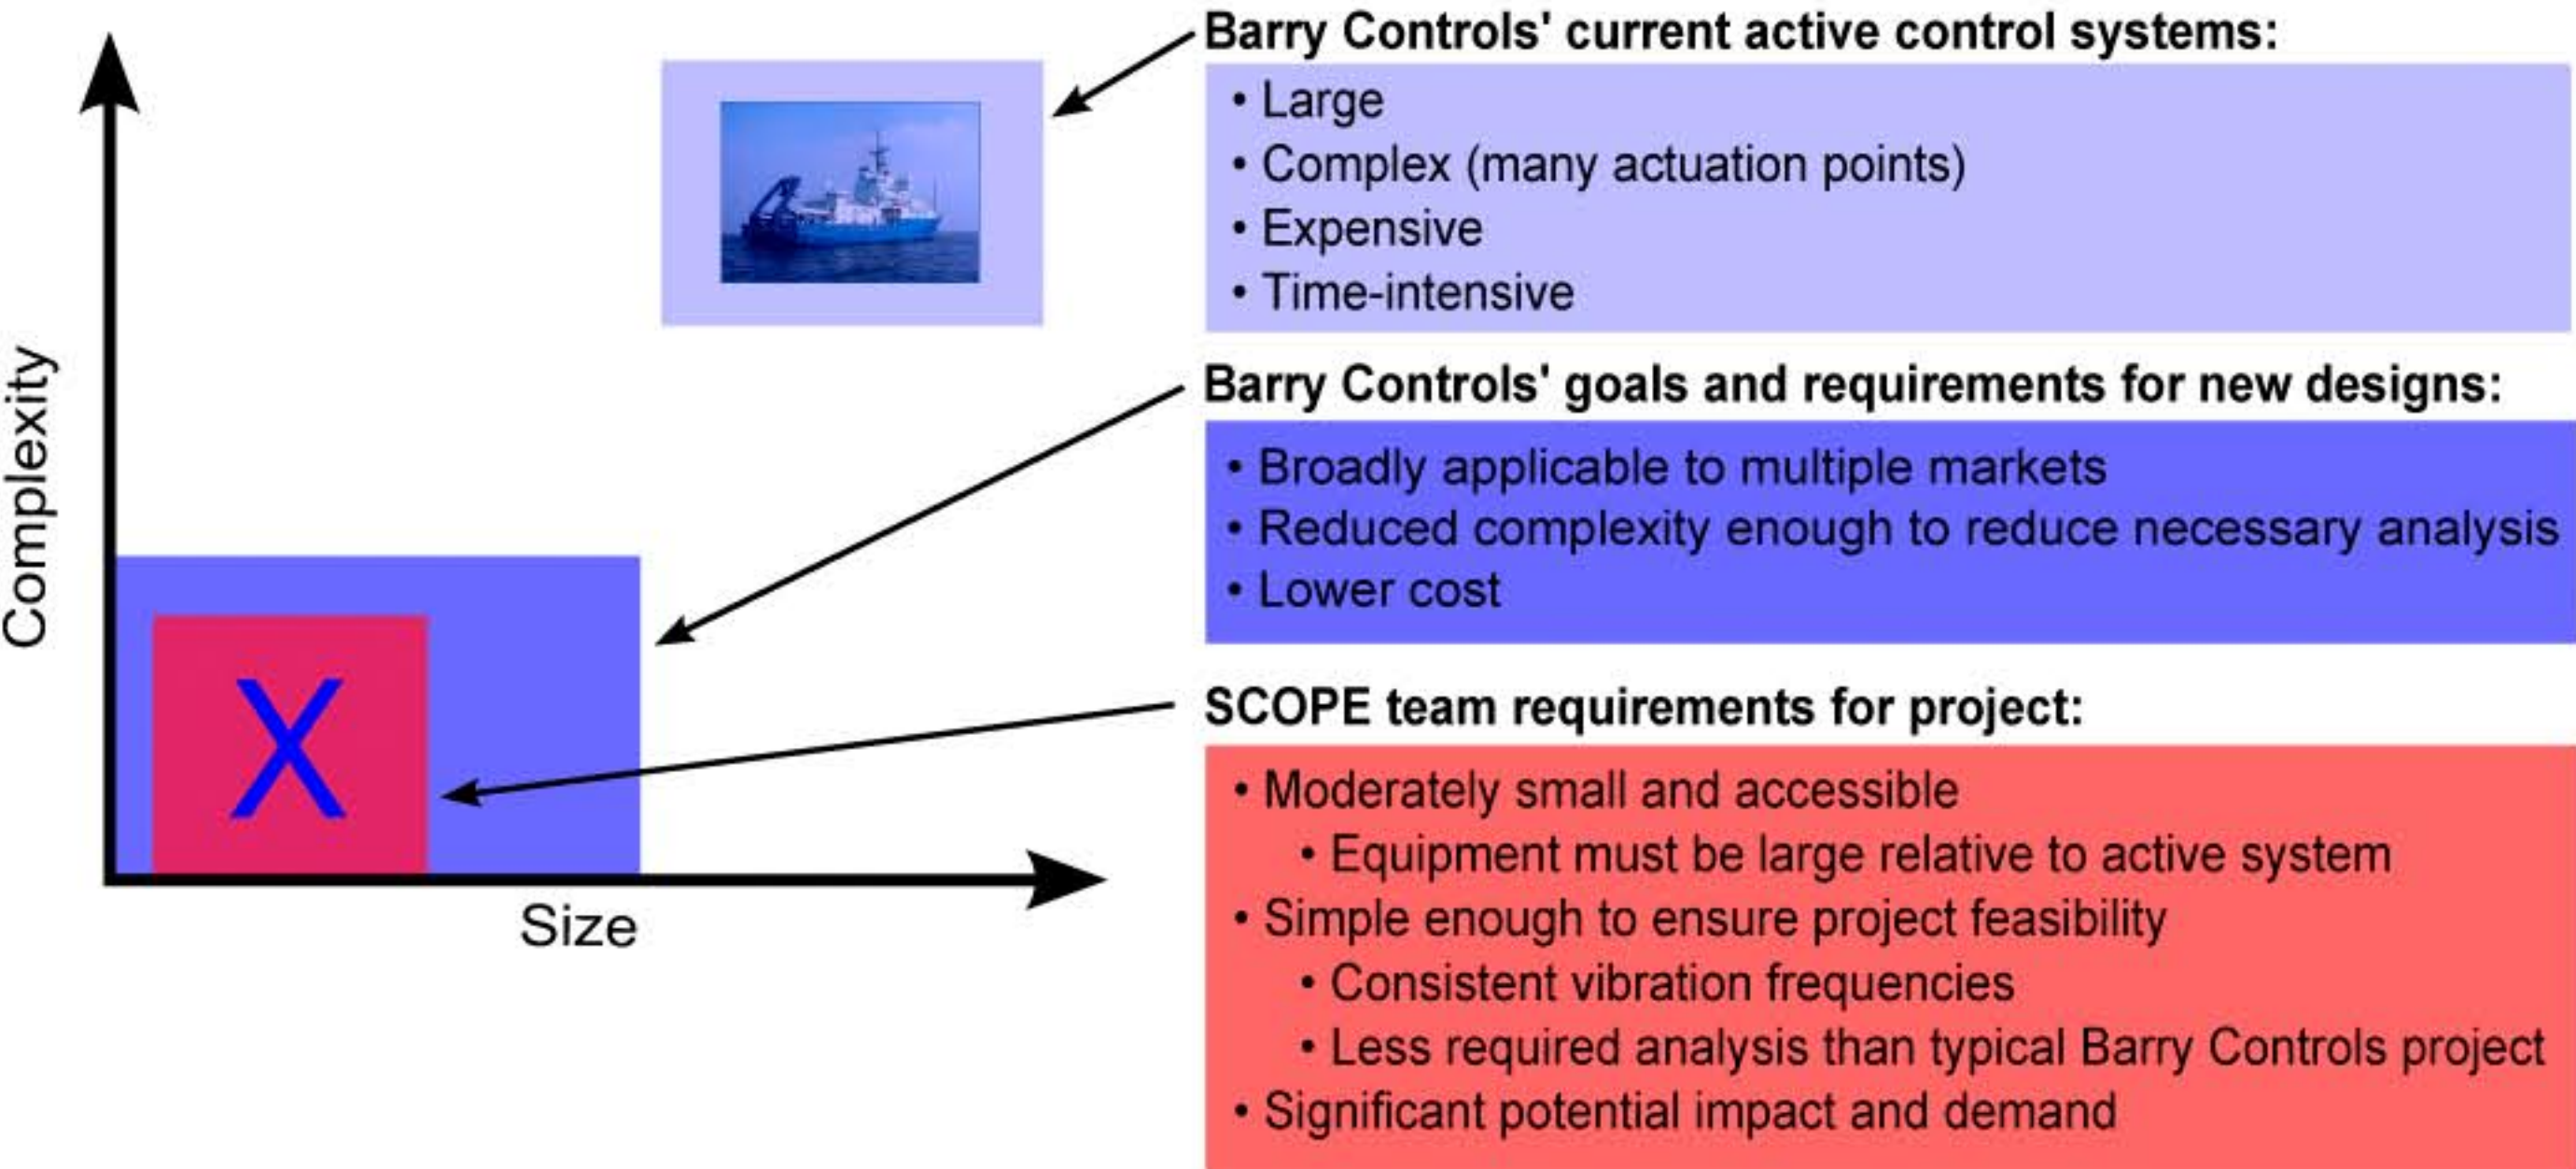 Barry Controls' current active control systems:
• Large
• Complex (many actuation points)
• Expensive
• Time-intensive
Barry Controls' goals and requirements for new designs:
• Broadly applicable to multiple markets
• Reduced complexity enough to reduce necessary analysis
• Lower cost
SCOPE team requirements for project:
• Moderately small and accessible
• Equipment must be large relative to active system
• Simple enough to ensure project feasibility
• Consistent vibration frequencies
• Less required analysis than typical Barry Controls project
• Significant potential impact and demand
Complexity
X
Size